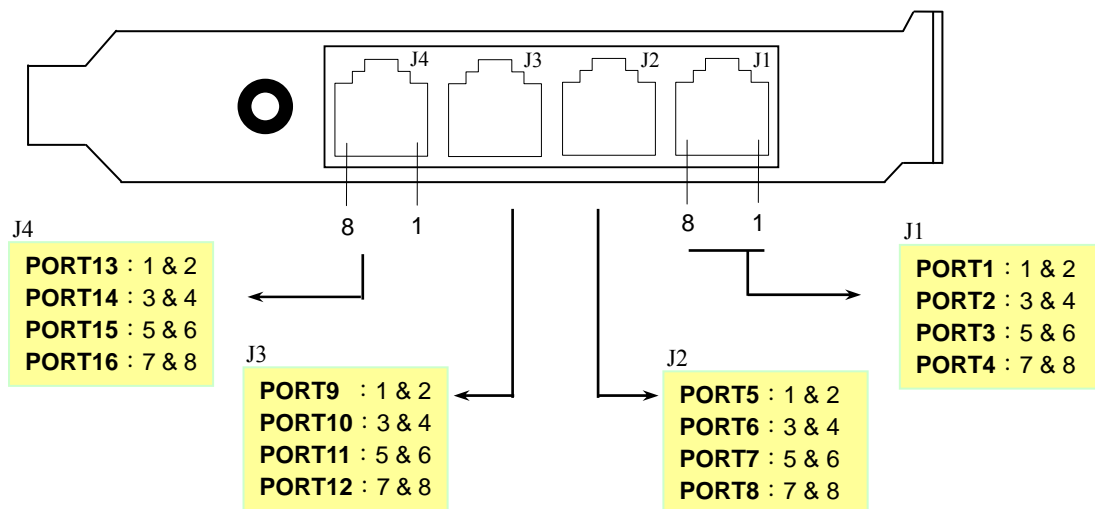 J4 J3 J2 J1
8 1 8 1
J4
PORT13：1 & 2
PORT14：3 & 4
PORT15：5 & 6
PORT16：7 & 8
J3
PORT9 ：1 & 2
PORT10：3 & 4
PORT11：5 & 6
PORT12：7 & 8
J2
PORT5：1 & 2
PORT6：3 & 4
PORT7：5 & 6
PORT8：7 & 8
J1
PORT1：1 & 2
PORT2：3 & 4
PORT3：5 & 6
PORT4：7 & 8